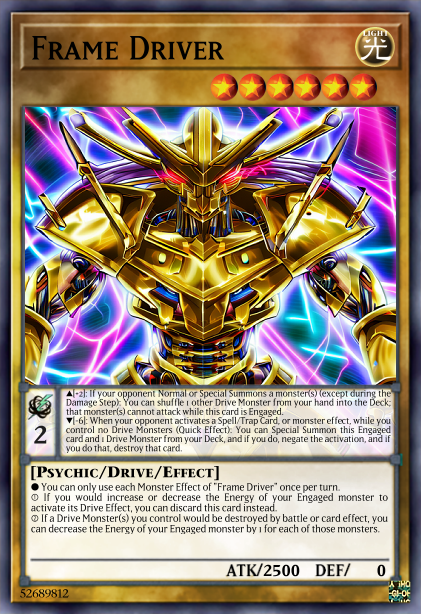 FRAME DRIVER
LIGHT
光
▲[+2]: If your opponent Normal or Special Summons a monster(s) (except during the
Damage Step): You can shuffle 1 other Drive Monster from your hand into the Deck;
that monster(s) cannot attack while this card is Engaged.
▼[-6]: When your opponent activates a Spell/Trap Card, or monster effect, while you
control no Drive Monsters (Quick Effect): You can Special Summon this Engaged
card and 1 Drive Monster from your Deck, and if you do, negate the activation, and if
you do that, destroy that card.
2
[PSYCHIC/DRIVE/EFFECT]
● You can only use each Monster Effect of "Frame Driver" once per turn.
① If you would increase or decrease the Energy of your Engaged monster to
activate its Drive Effect, you can discard this card instead.
② If a Drive Monster(s) you control would be destroyed by battle or card effect, you
can decrease the Energy of your Engaged monster by 1 for each of those monsters.
ATK/2500 DEF/ 0
52689812